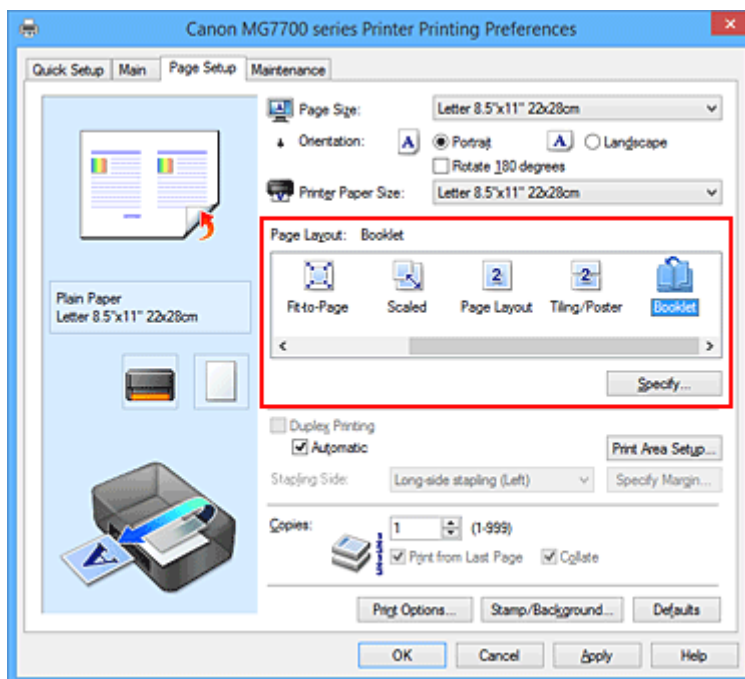 Canon MG7700 series Printer Printing Preferences
Quick Setup Main Page Setup Maintenance
Page Size: Letter 8.5"x11" 22x28cm
Orientation: A Portrait A Landscape
Rotate 180 degrees
Printer Paper Size: Letter 8.5"x11" 22x28cm
Page Layout: Booklet
2 2
Fit-to-Page Scaled Page Layout Tiling/Poster Booklet
Specify...
Plain Paper
Letter 8.5"x11" 22x28cm
Duplex Printing
Automatic Print Area Setup...
Stapling Side: Long-side stapling (Left) Specify Margin...
Copies: 1 (1-999)
Print from Last Page Collate
A
Print Options... Stamp/Background... Defaults
OK Cancel Apply Help